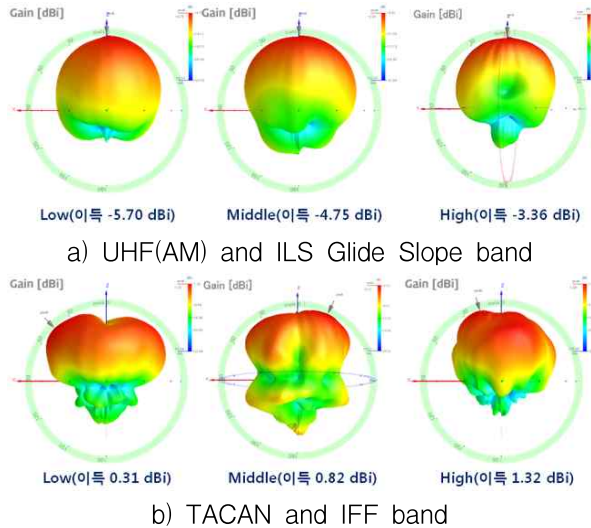 Gain [dBi] Gain [dBi] Gain [dBi]
Low(이득 -5.70 dBi) Middle(이득 -4.75 dBi) High(이득 -3.36 dBi)
a) UHF(AM) and ILS Glide Slope band
Gain [dBi] Gain [dBi] Gain [dBi]
Low(이득 0.31 dBi) Middle(이득 0.82 dBi) High(이득 1.32 dBi)
b) TACAN and IFF band